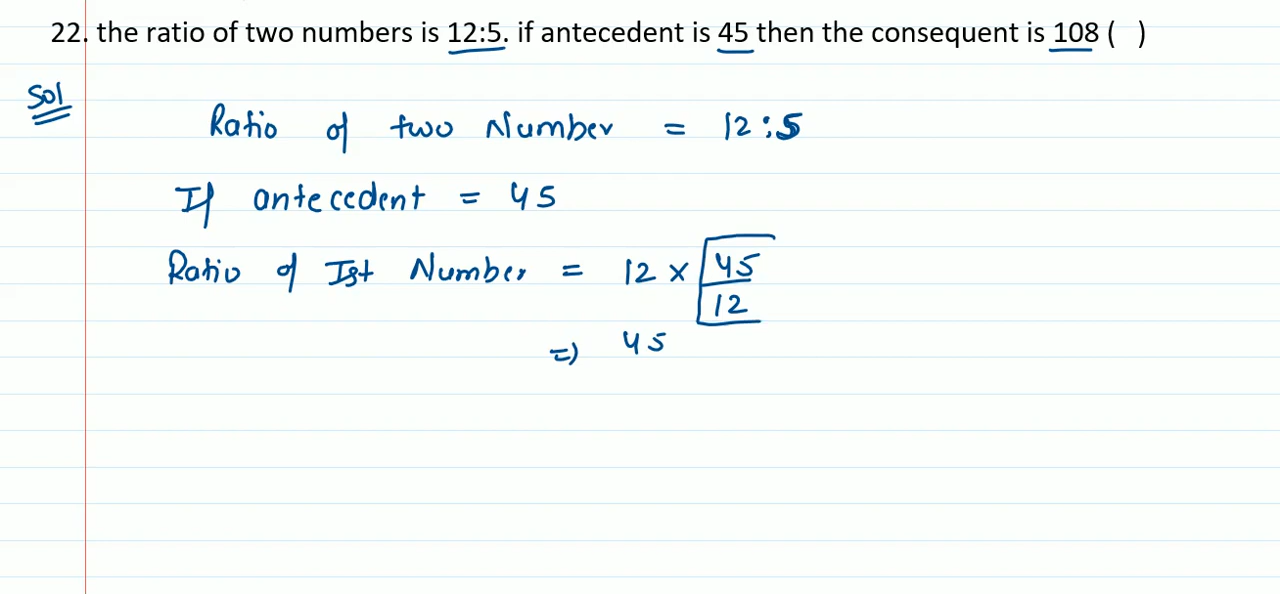 22. the ratio of two numbers is 12:5. if antecedent is 45 then the consequent is 108 ( )
Sol
Ratio of two Number = 12:5
If antecedent = 45
Ratio of Ist Number = 12 × 45/12
=> 45